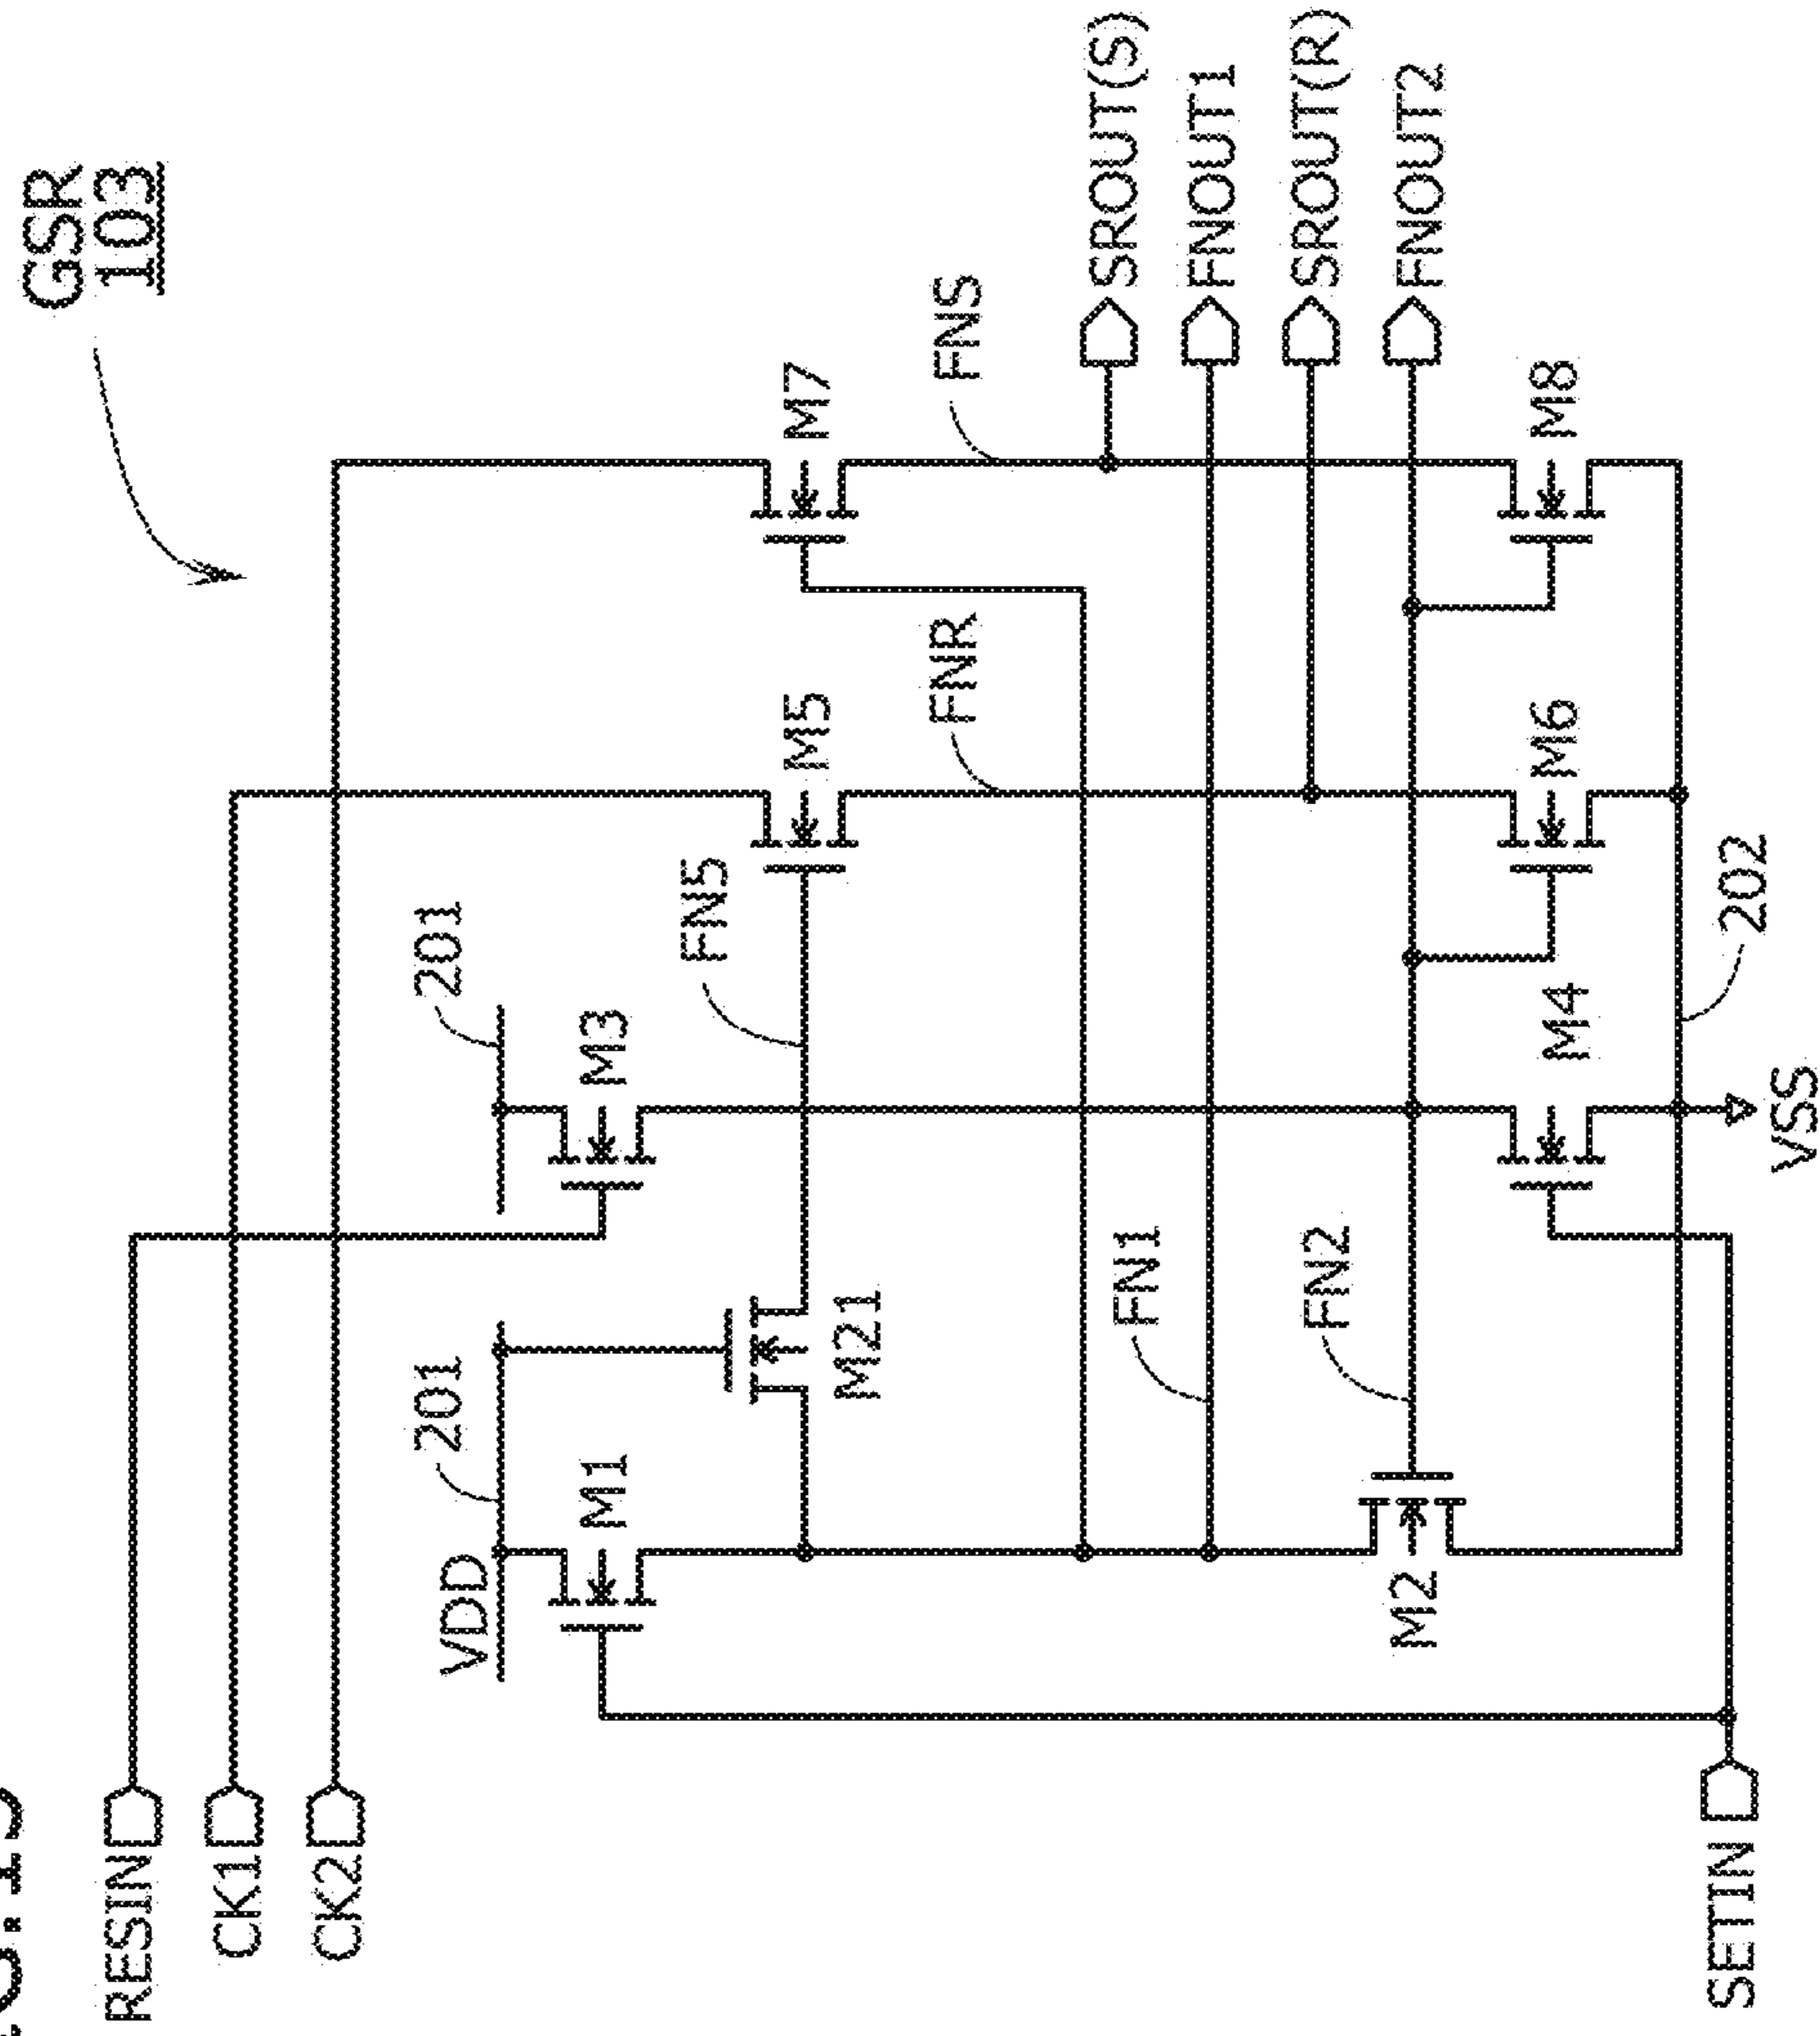 GSR
103
RESIN
CK1
CK2
VDD
201
201
M1
M3
M21
FN5
M5
M7
FNR
FNS
FN1
FN2
SROUT(S)
FNOUT1
SROUT(R)
FNOUT2
M2
M4
M6
M8
202
VSS
SETIN